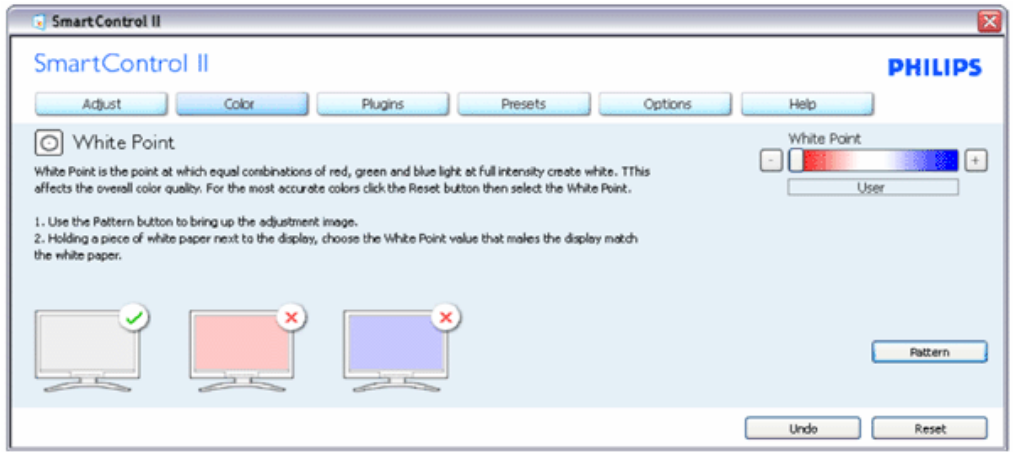 SmartControl II
SmartControl II
PHILIPS
Adjust
Color
Plugins
Presets
Options
Help
White Point
White Point is the point at which equal combinations of red, green and blue light at full intensity create white. TThis
affects the overall color quality. For the most accurate colors click the Reset button then select the White Point.
1. Use the Pattern button to bring up the adjustment image.
2. Holding a piece of white paper next to the display, choose the White Point value that makes the display match
the white paper.
White Point
-
+
User
Pattern
Undo
Reset